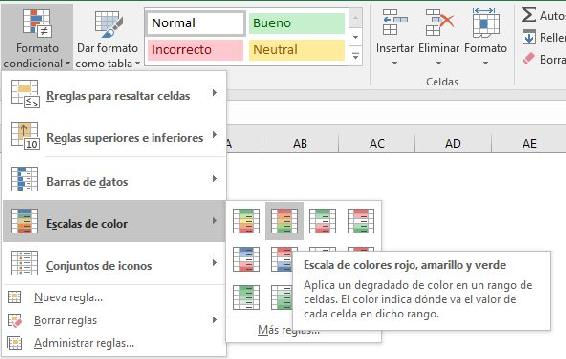 Formato condicional
Dar formato como tabla
Normal
Bueno
Incorrecto
Neutral
Insertar
Eliminar
Formato
Celdas
Autos
Reller
Borra
Rreglas para resaltar celdas
Reglas superiores e inferiores
10
Barras de datos
Escalas de color
Conjuntos de iconos
Nueva regla...
Borrar reglas
Administrar reglas...
A
AB
AC
AD
AE
Escala de colores rojo, amarillo y verde
Aplica un degradado de color en un rango de
celdas. El color indica dónde va el valor de
cada celda en dicho rango.
Más reglas...